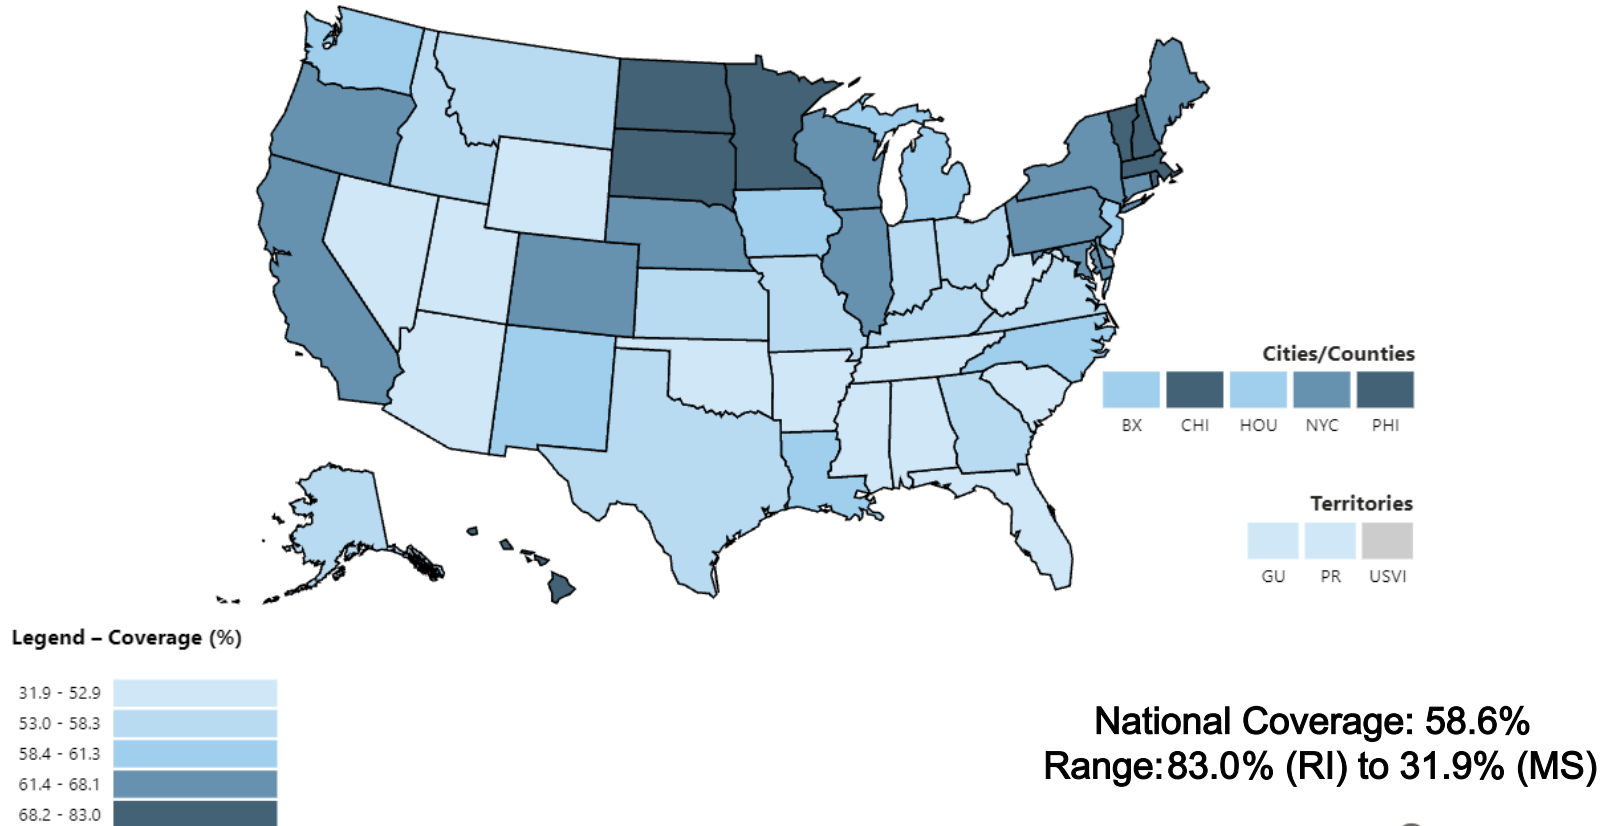 Cities/Counties
BX CHI HOU NYC PHI
Territories
GU PR USVI
Legend – Coverage (%)
31.9 - 52.9
53.0 - 58.3
58.4 - 61.3
61.4 - 68.1
68.2 - 83.0
National Coverage: 58.6%
Range: 83.0% (RI) to 31.9% (MS)